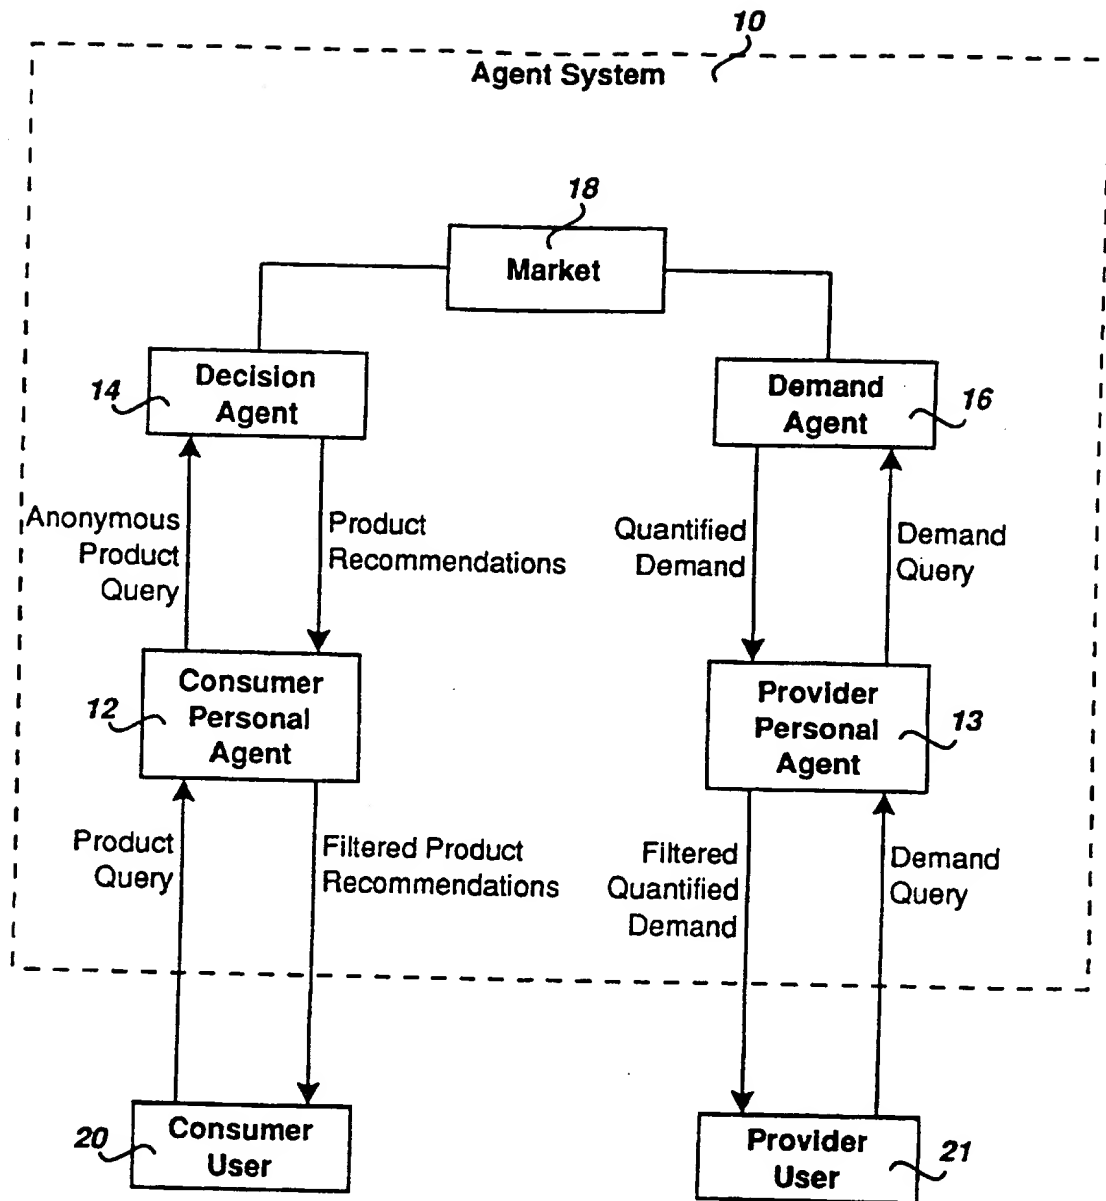 10
Agent System
18
Market
14
Decision
Agent
Demand
Agent
16
Anonymous
Product
Query
Product
Recommendations
Quantified
Demand
Demand
Query
12
Consumer
Personal
Agent
Provider
Personal
Agent
13
Product
Query
Filtered Product
Recommendations
Filtered
Quantified
Demand
Demand
Query
20
Consumer
User
Provider
User
21